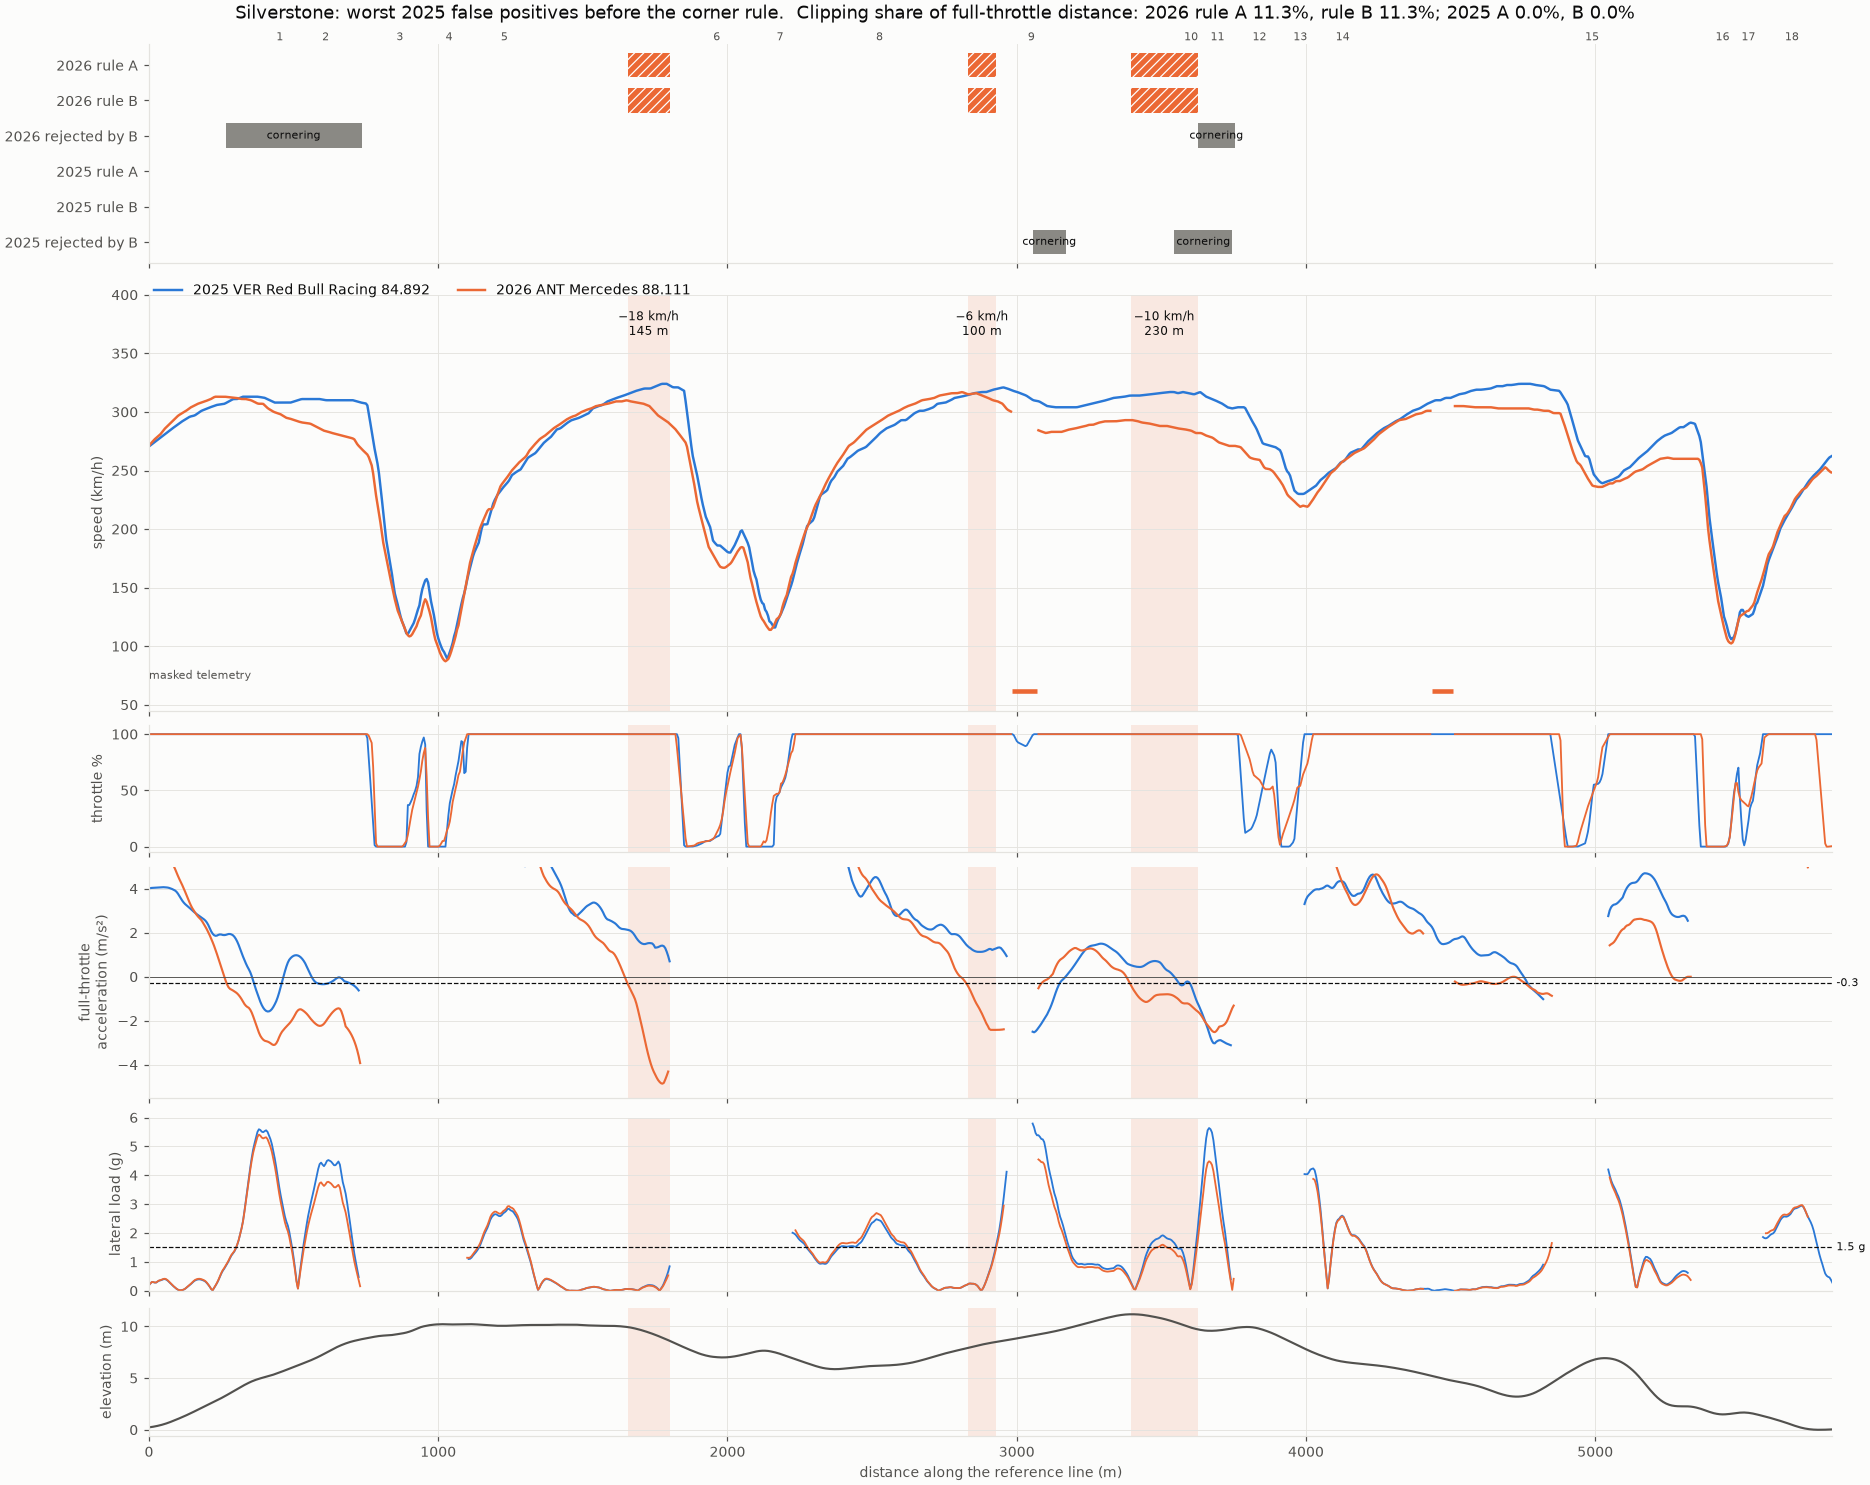 Silverstone: worst 2025 false positives before the corner rule.  Clipping share of full-throttle distance: 2026 rule A 11.3%, rule B 11.3%; 2025 A 0.0%, B 0.0%
1 2 3 4 5 6 7 8 9 10 11 12 13 14 15 16 17 18
2026 rule A
2026 rule B
2026 rejected by B
cornering
cornering
2025 rule A
2025 rule B
2025 rejected by B
cornering
cornering
2025 VER Red Bull Racing 84.892
2026 ANT Mercedes 88.111
−18 km/h
145 m
−6 km/h
100 m
−10 km/h
230 m
400
350
300
250
200
150
100
50
speed (km/h)
masked telemetry
100
50
0
throttle %
4
2
0
−2
−4
full-throttle
acceleration (m/s²)
-0.3
6
5
4
3
2
1
0
lateral load (g)
1.5 g
10
5
0
elevation (m)
0 1000 2000 3000 4000 5000
distance along the reference line (m)